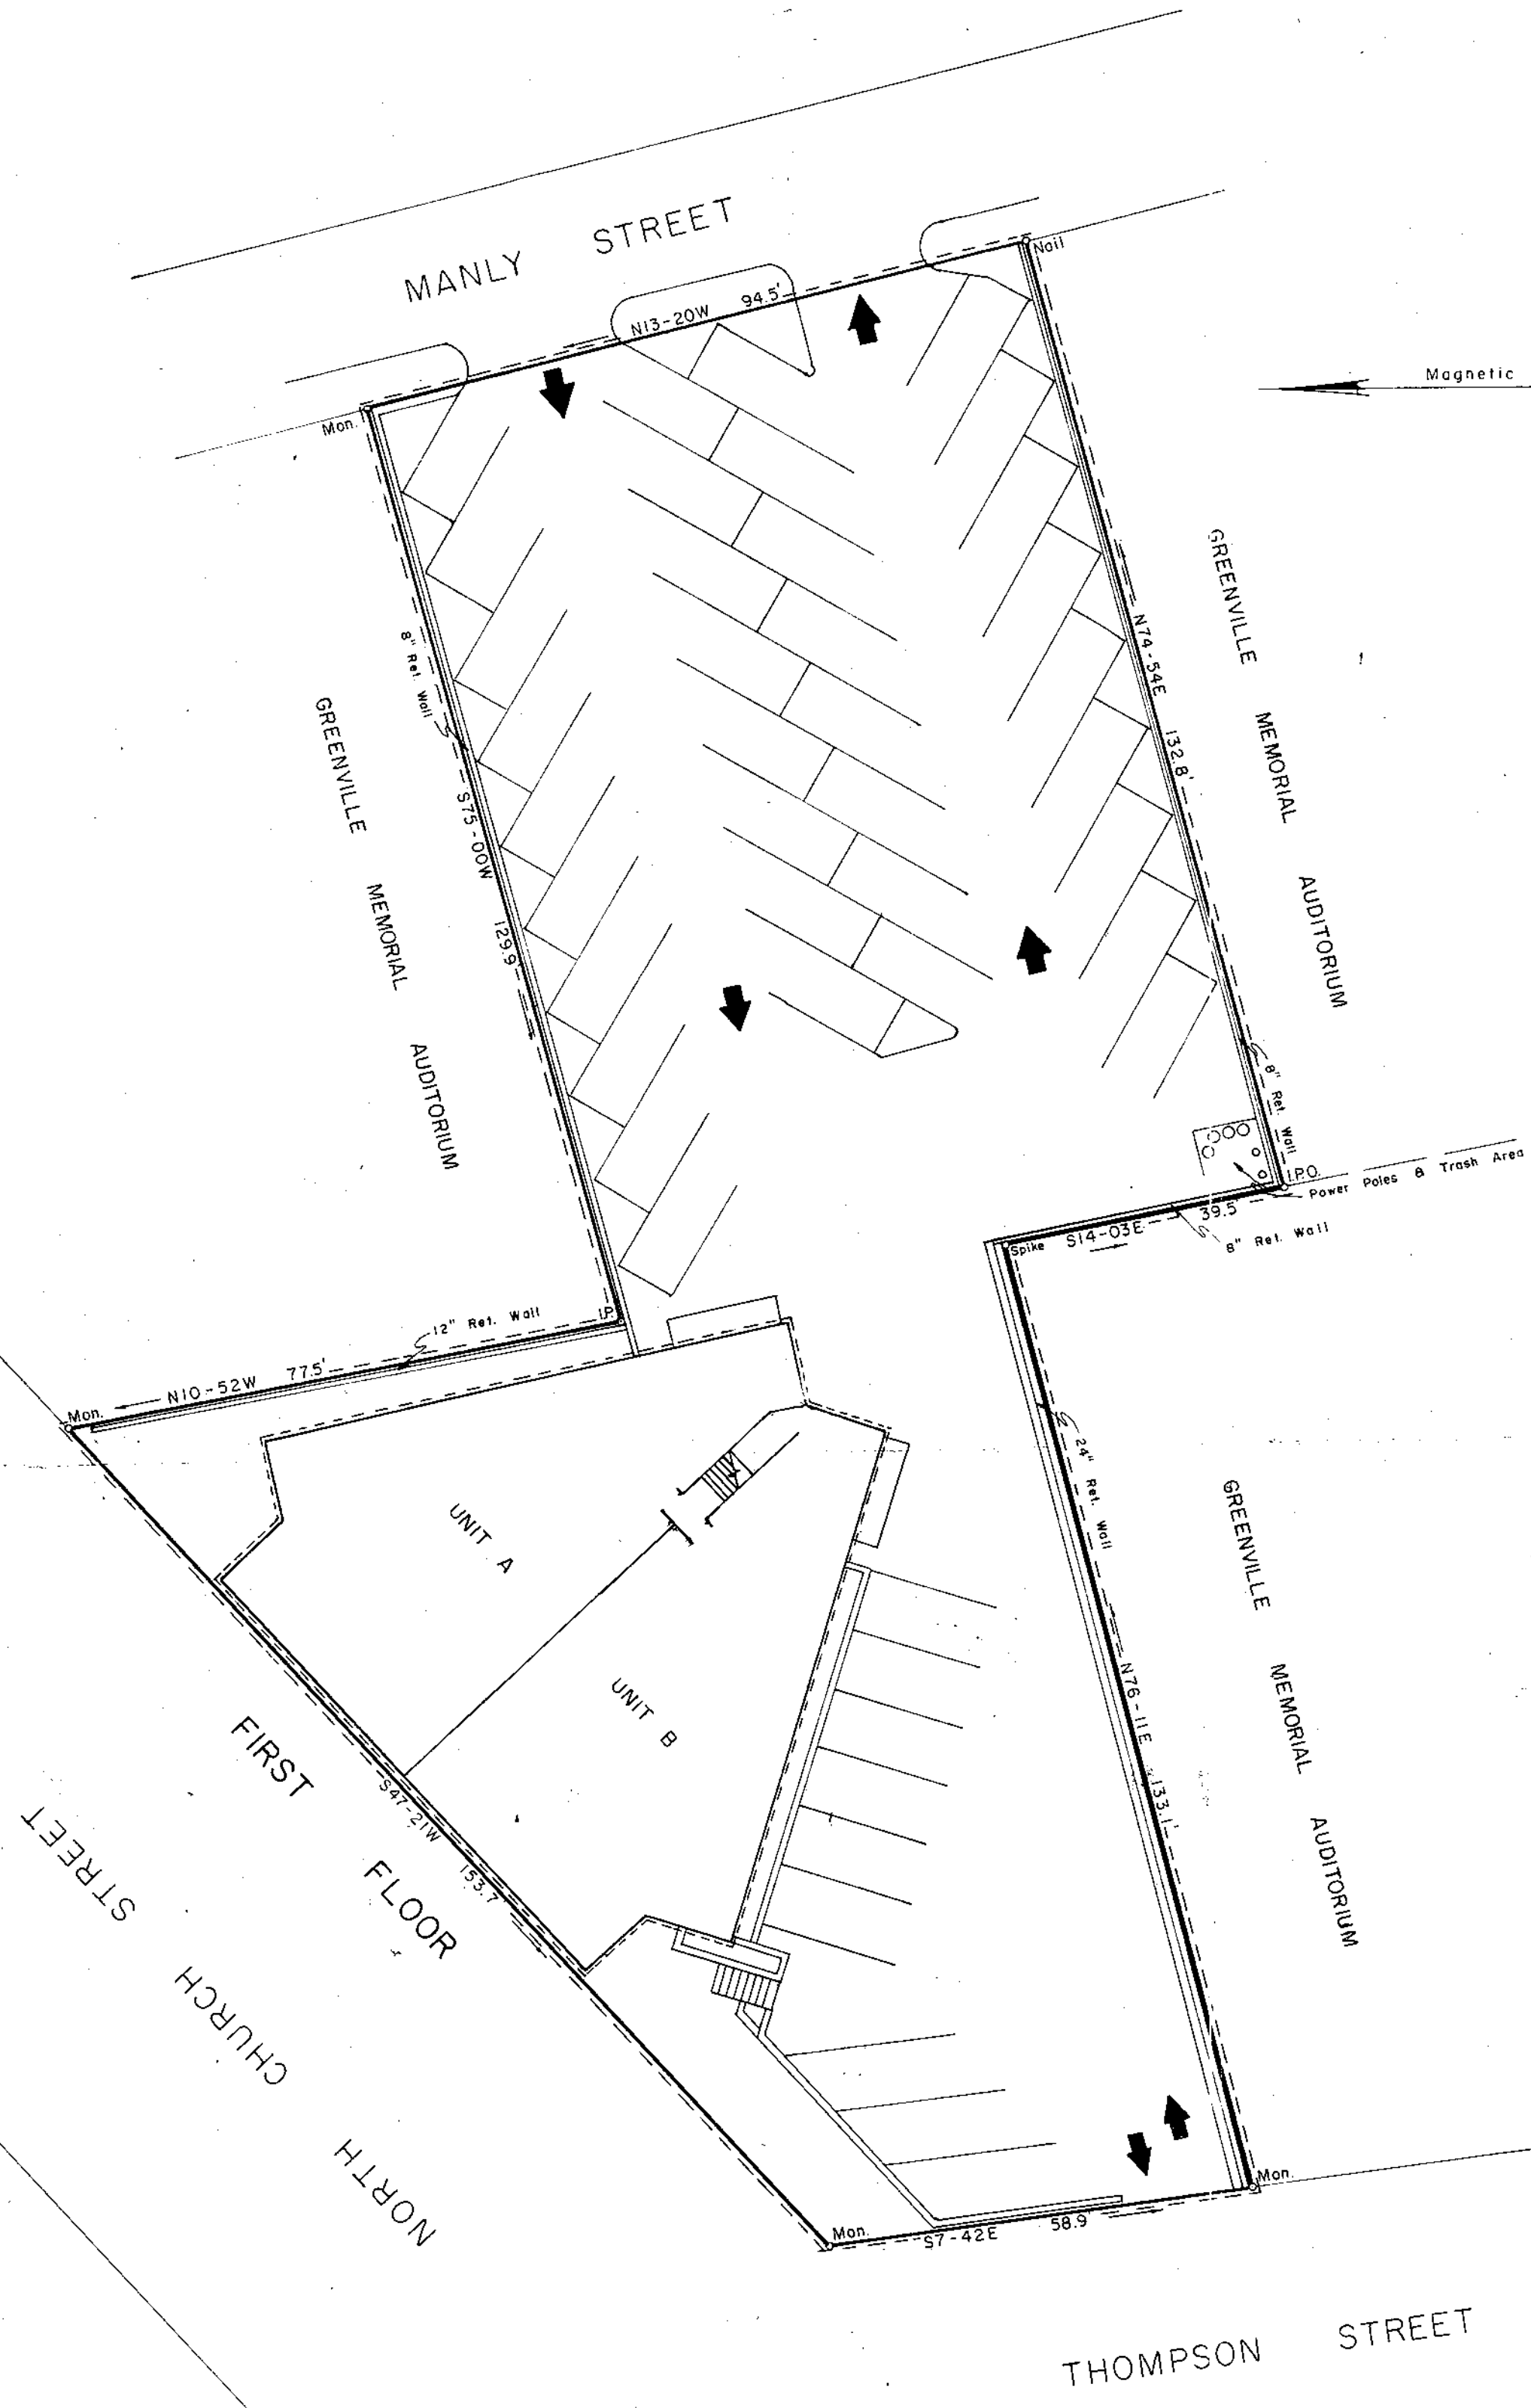 MANLY STREET
Nail
N13-20W 94.5'
Magnetic
Mon.
GREENVILLE MEMORIAL AUDITORIUM
N74-54E 132.8'
8" Ret. Wall
GREENVILLE MEMORIAL AUDITORIUM
S75-00W 129.9'
8" Ret. Wall
I.P.O.
Power Poles & Trash Area
S14-03E 39.5'
8" Ret. Wall
Spike
I.P.
12" Ret. Wall
N10-52W 77.5'
Mon.
24" Ret. Wall
UNIT A
GREENVILLE MEMORIAL AUDITORIUM
UNIT B
N76-11E 133.1'
FIRST FLOOR
S47-21W 153.7'
NORTH CHURCH STREET
Mon.
Mon.
S7-42E 58.9'
THOMPSON STREET